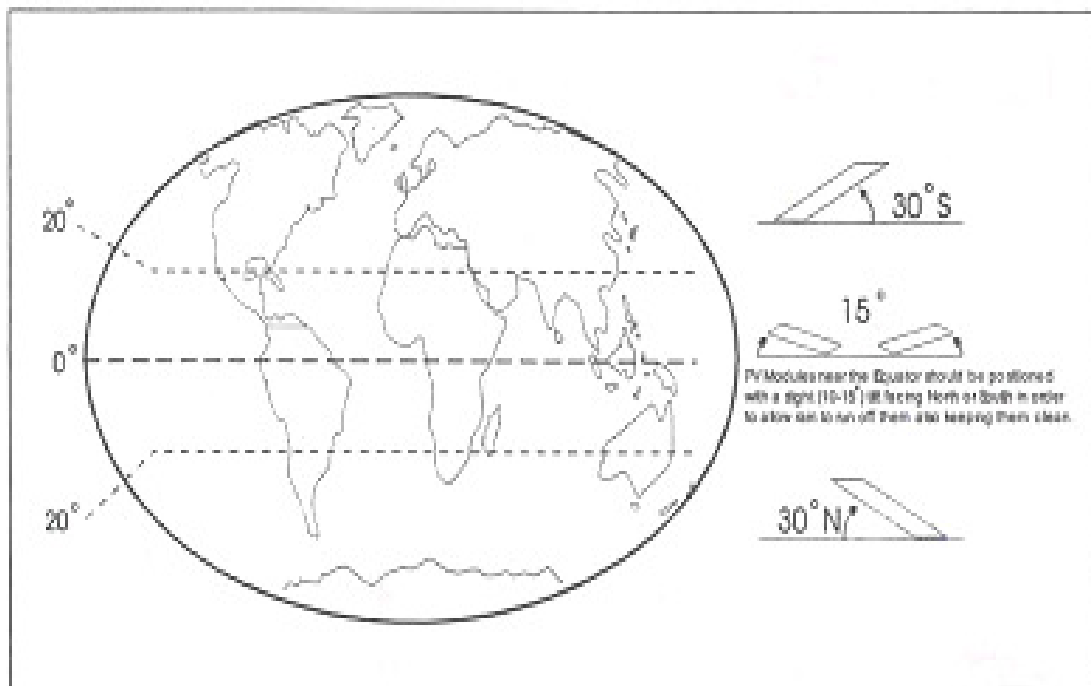 20°
0°
20°
30°S
15°
PV Modules near the Equator should be positioned
with a slight (10-15°) tilt facing North or South in order
to allow rain to run off them also keeping them clean
30°N